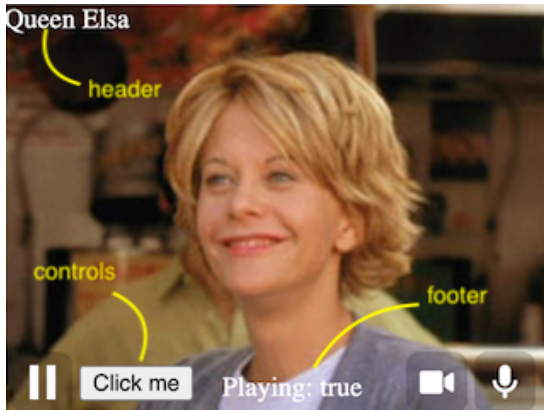 Queen Elsa
header
controls
footer
Click me
Playing: true